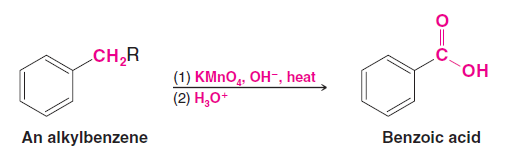 CH₂R
(1) KMnO₄, OH⁻, heat
(2) H₃O⁺
O
C
OH
An alkylbenzene
Benzoic acid